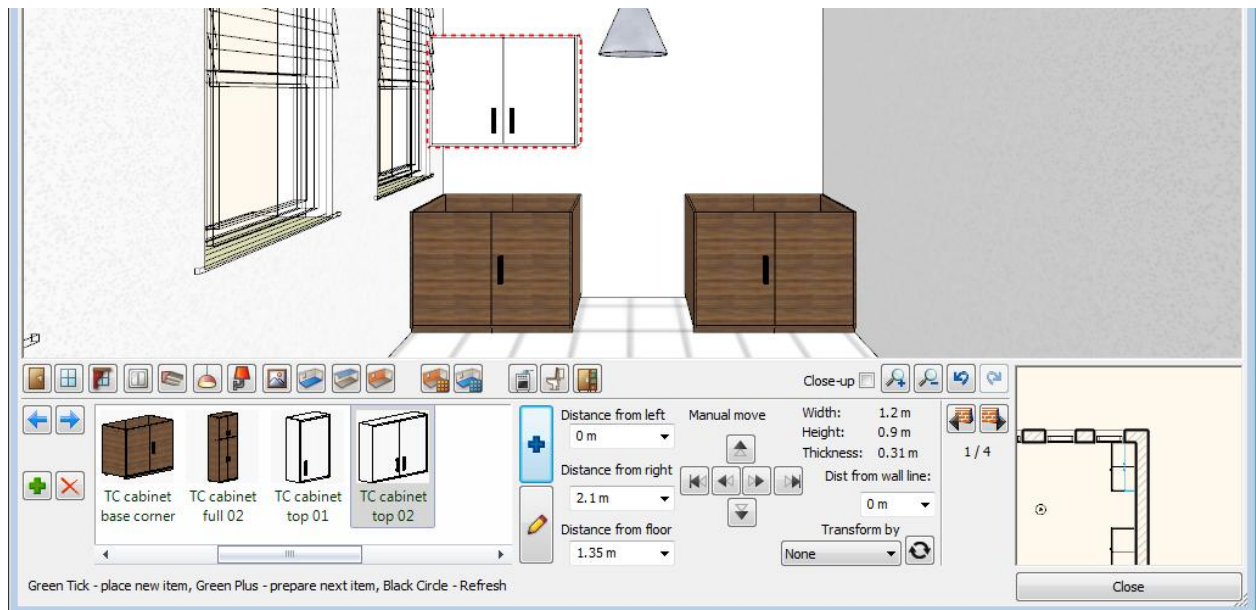 Close-up
TC cabinet
base corner
TC cabinet
full 02
TC cabinet
top 01
TC cabinet
top 02
Distance from left
0 m
Distance from right
2.1 m
Distance from floor
1.35 m
Manual move
Width: 1.2 m
Height: 0.9 m
Thickness: 0.31 m
Dist from wall line:
0 m
Transform by
None
1 / 4
Green Tick - place new item, Green Plus - prepare next item, Black Circle - Refresh
Close